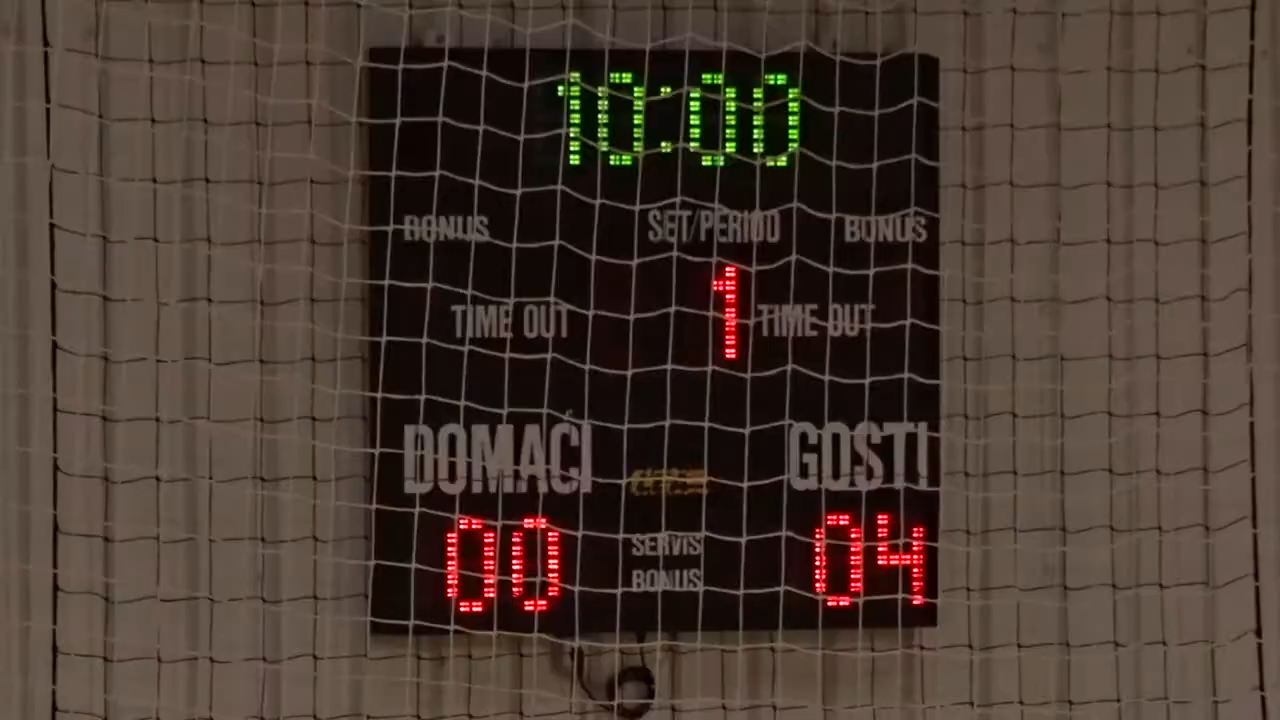 10:00
BONUS SET/PERIOD BONUS
1
TIME OUT TIME OUT
DOMAĆI GOSTI
00 04
SERVIS
BONUS